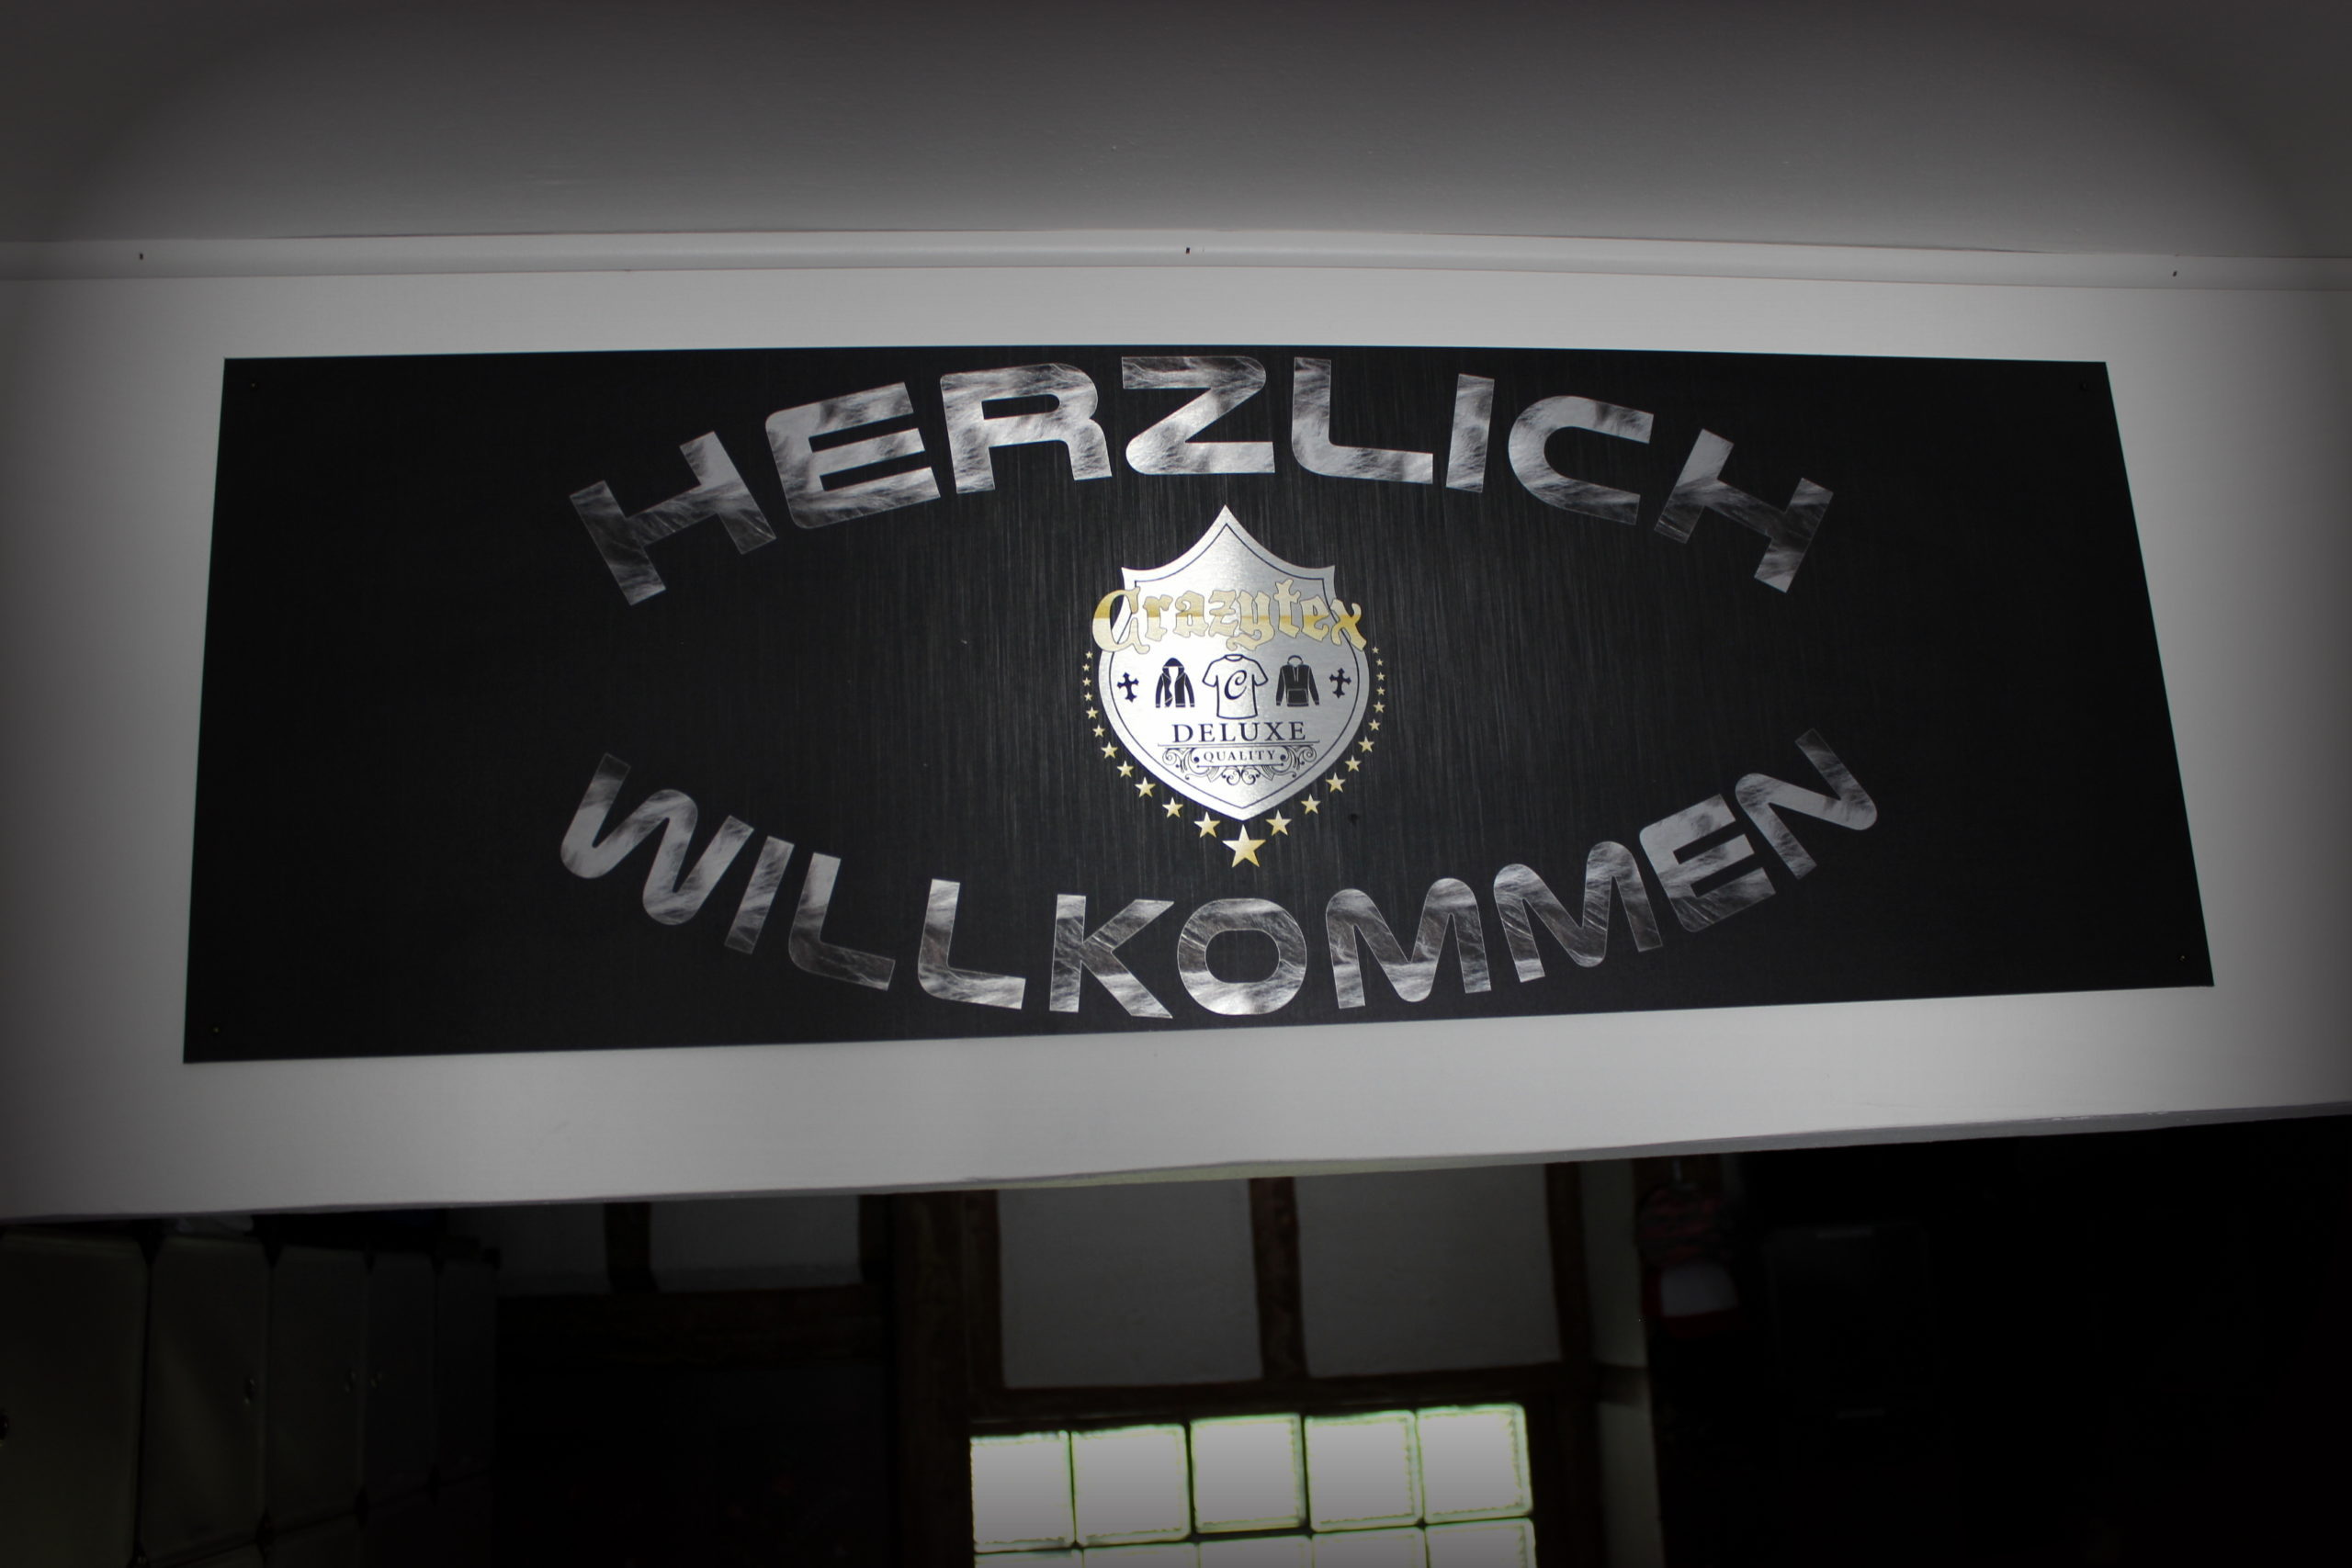 HERZLICH
Crazytex
C
DELUXE
QUALITY
WILLKOMMEN